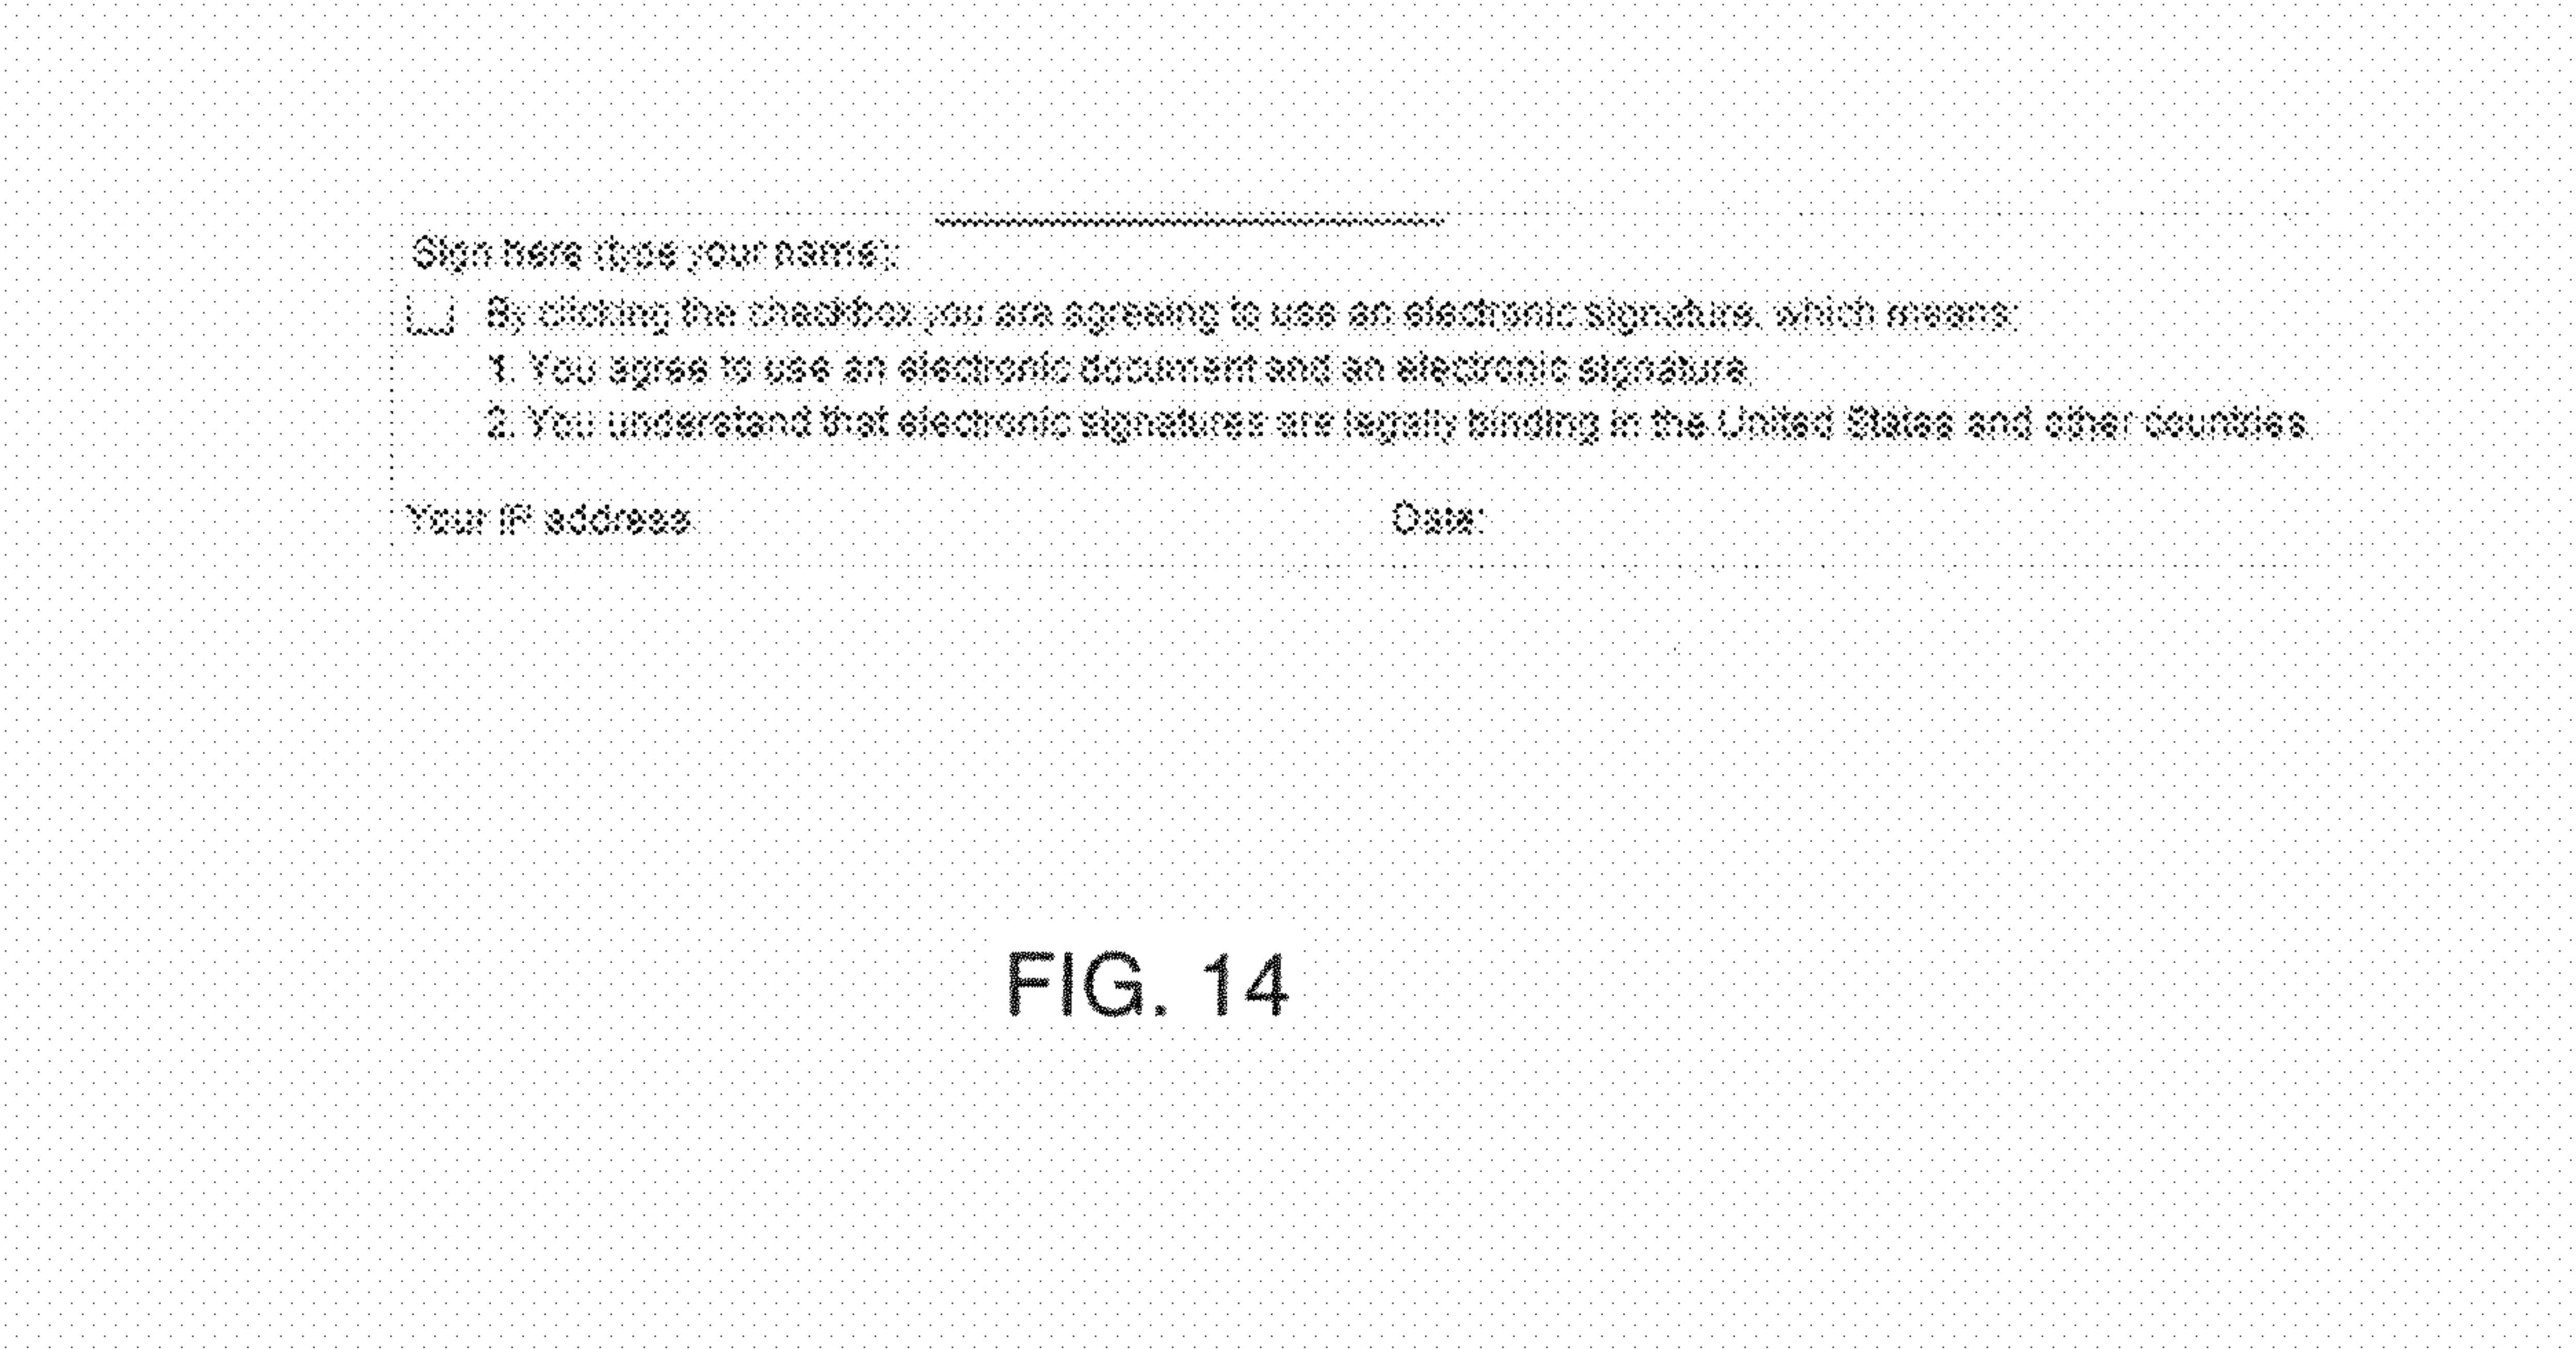 Sign here (type your name):
By clicking the checkbox you are agreeing to use an electronic signature, which means:
1. You agree to use an electronic document and an electronic signature.
2. You understand that electronic signatures are legally binding in the United States and other countries.
Your IP address Date:
FIG. 14